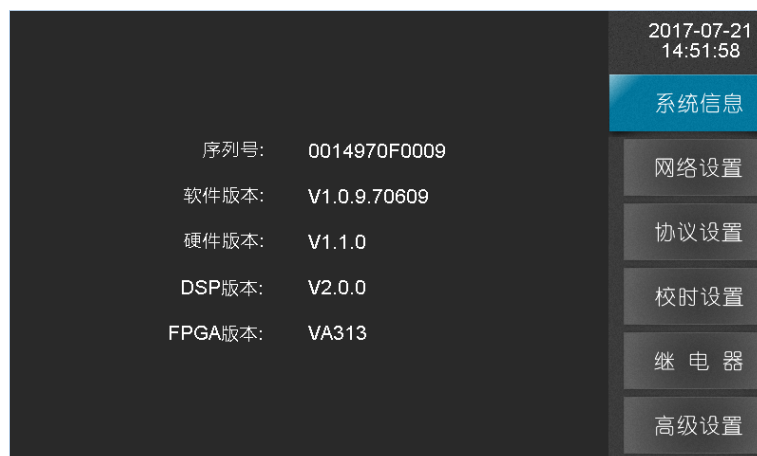 2017-07-21
14:51:58
系统信息
序列号: 0014970F0009
网络设置
软件版本: V1.0.9.70609
硬件版本: V1.1.0
协议设置
DSP版本: V2.0.0
校时设置
FPGA版本: VA313
继 电 器
高级设置